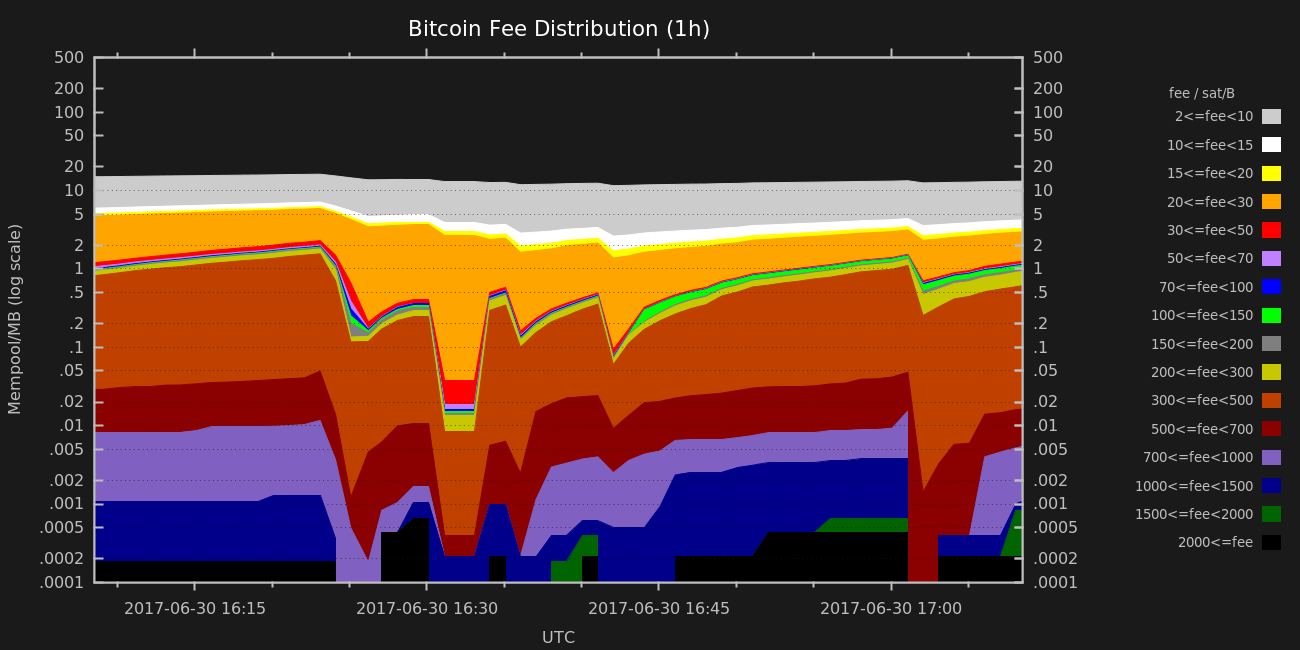 Bitcoin Fee Distribution (1h)
500
200
100
50
20
10
5
2
1
.5
.2
.1
.05
.02
.01
.005
.002
.001
.0005
.0002
.0001
Mempool/MB (log scale)
500
200
100
50
20
10
5
2
1
.5
.2
.1
.05
.02
.01
.005
.002
.001
.0005
.0002
.0001
2017-06-30 16:15
2017-06-30 16:30
2017-06-30 16:45
2017-06-30 17:00
UTC
fee / sat/B
2<=fee<10
10<=fee<15
15<=fee<20
20<=fee<30
30<=fee<50
50<=fee<70
70<=fee<100
100<=fee<150
150<=fee<200
200<=fee<300
300<=fee<500
500<=fee<700
700<=fee<1000
1000<=fee<1500
1500<=fee<2000
2000<=fee